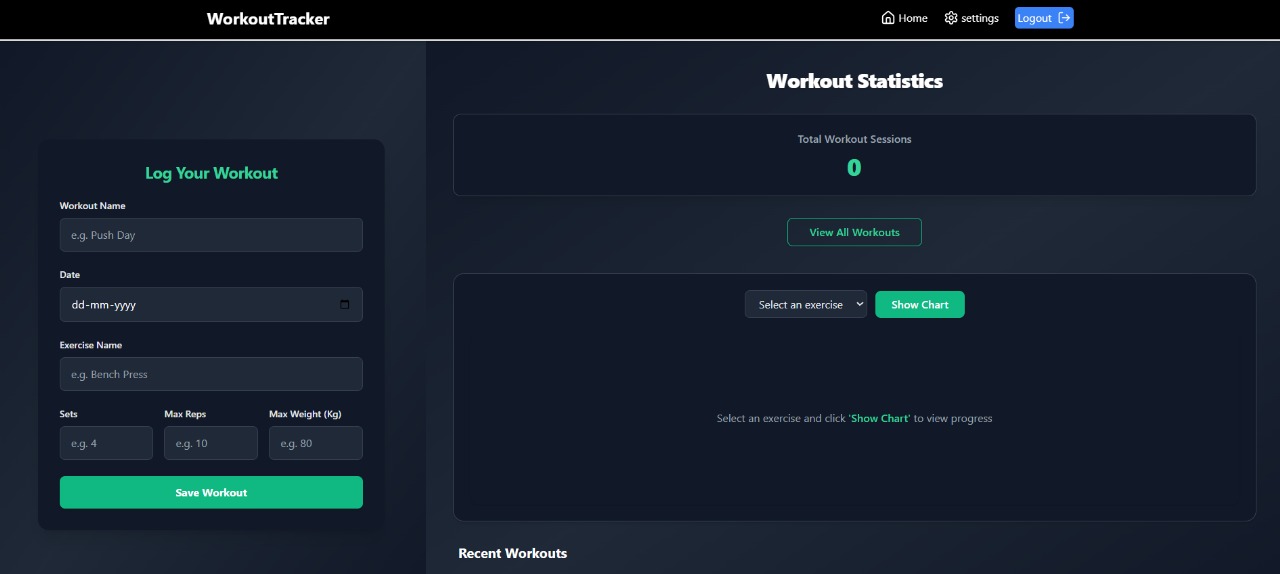 WorkoutTracker
Home settings Logout
Log Your Workout
Workout Name
e.g. Push Day
Date
dd-mm-yyyy
Exercise Name
e.g. Bench Press
Sets Max Reps Max Weight (Kg)
e.g. 4 e.g. 10 e.g. 80
Save Workout
Workout Statistics
Total Workout Sessions
0
View All Workouts
Select an exercise Show Chart
Select an exercise and click 'Show Chart' to view progress
Recent Workouts